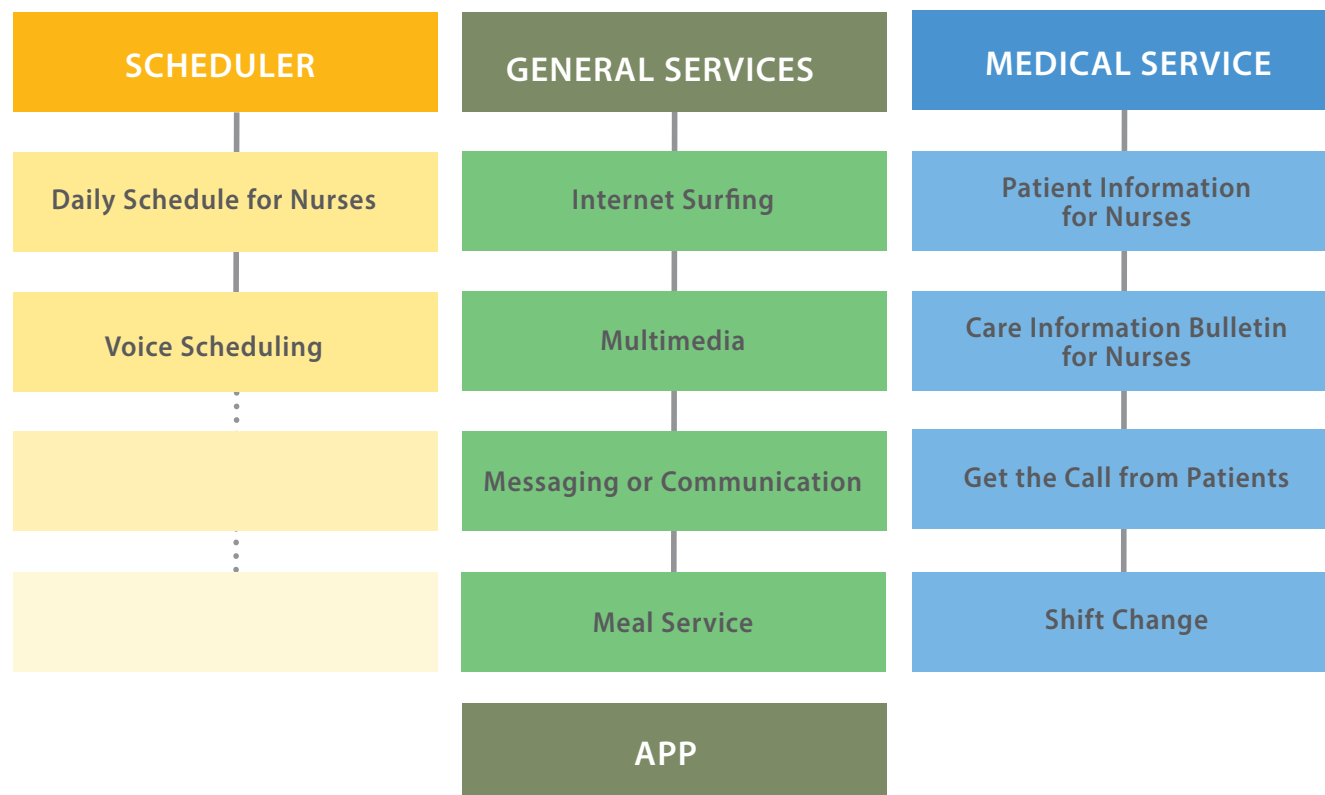 SCHEDULER
Daily Schedule for Nurses
Voice Scheduling
GENERAL SERVICES
Internet Surfing
Multimedia
Messaging or Communication
Meal Service
APP
MEDICAL SERVICE
Patient Information
for Nurses
Care Information Bulletin
for Nurses
Get the Call from Patients
Shift Change